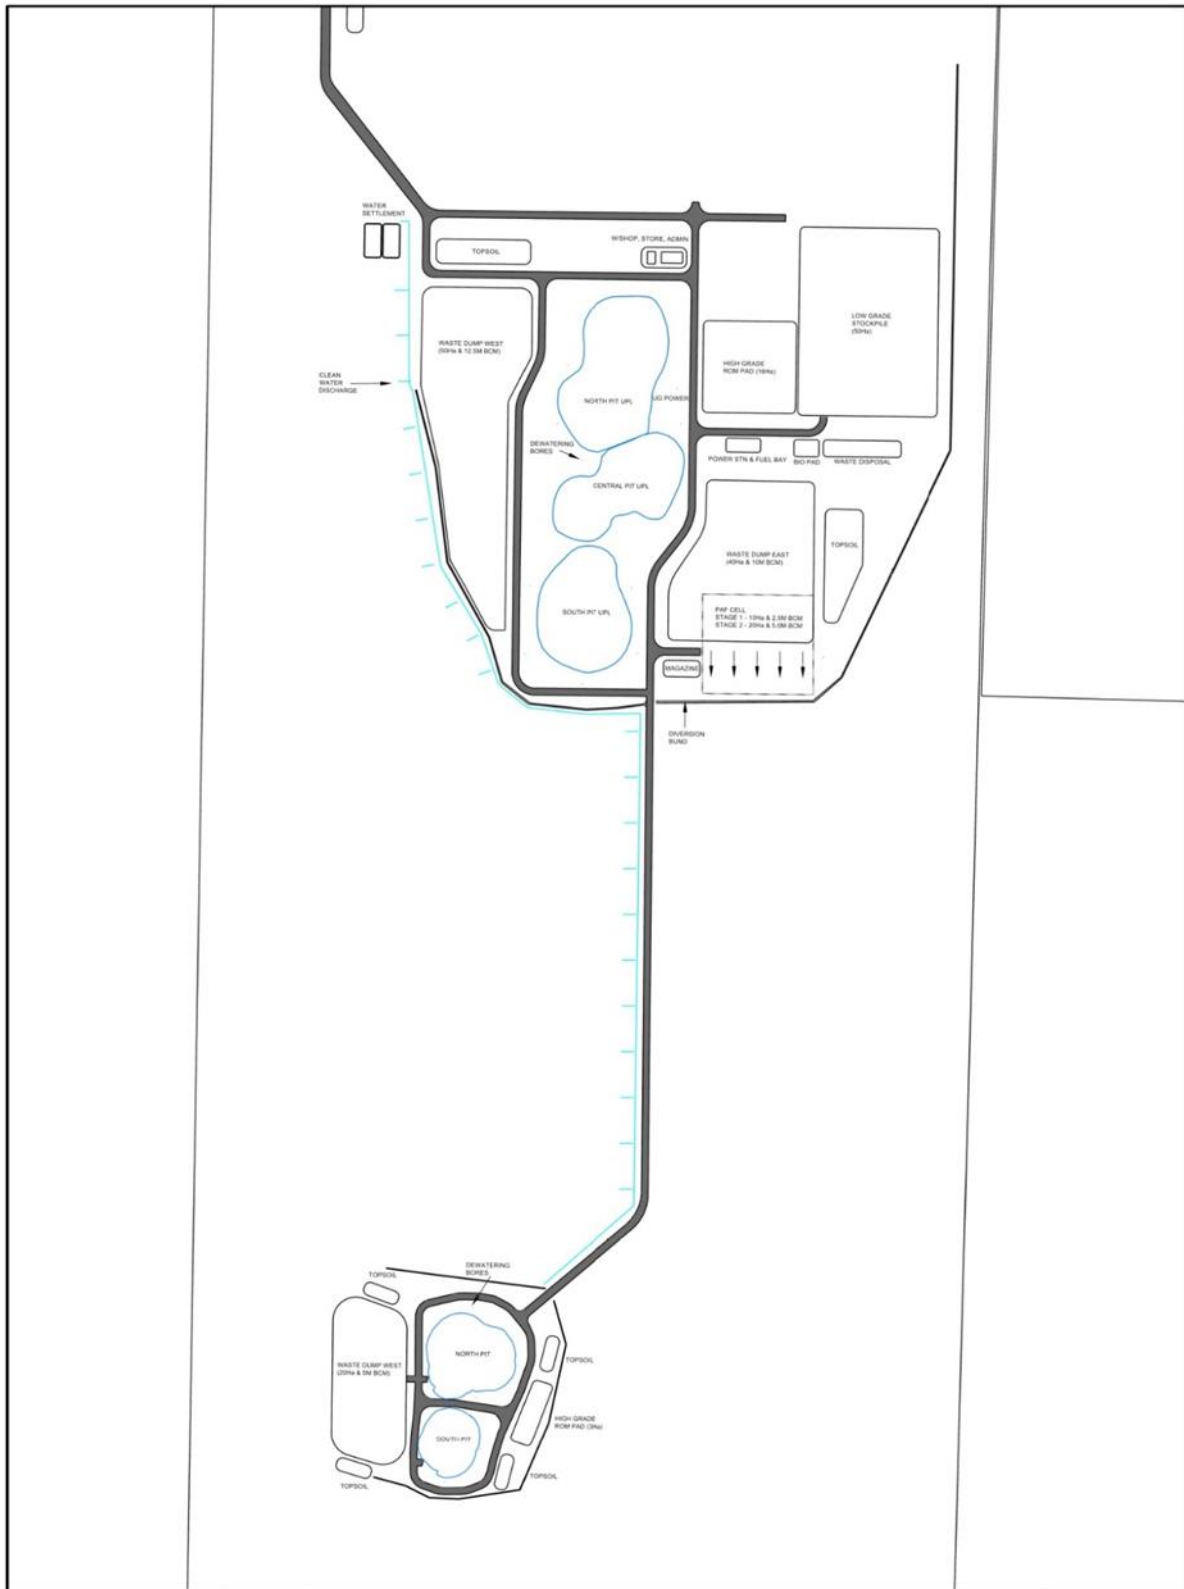 WATER
SETTLEMENT
TOPSOIL
W/SHOP, STORE, ADMIN
WASTE DUMP WEST
(50Ha & 12.5M BCM)
LOW GRADE
STOCKPILE
(50Ha)
HIGH GRADE
ROM PAD (16Ha)
CLEAN
WATER
DISCHARGE
NORTH PIT UPL
UG POWER
DEWATERING
BORES
POWER STN & FUEL BAY
BIO PAD
WASTE DISPOSAL
CENTRAL PIT UPL
WASTE DUMP EAST
(40Ha & 10M BCM)
TOPSOIL
SOUTH PIT UPL
PAF CELL
STAGE 1 - 10Ha & 2.5M BCM
STAGE 2 - 20Ha & 5.0M BCM
MAGAZINE
DIVERSION
BUND
DEWATERING
BORES
TOPSOIL
NORTH PIT
WASTE DUMP WEST
(20Ha & 5M BCM)
TOPSOIL
HIGH GRADE
ROM PAD (3Ha)
SOUTH PIT
TOPSOIL
TOPSOIL